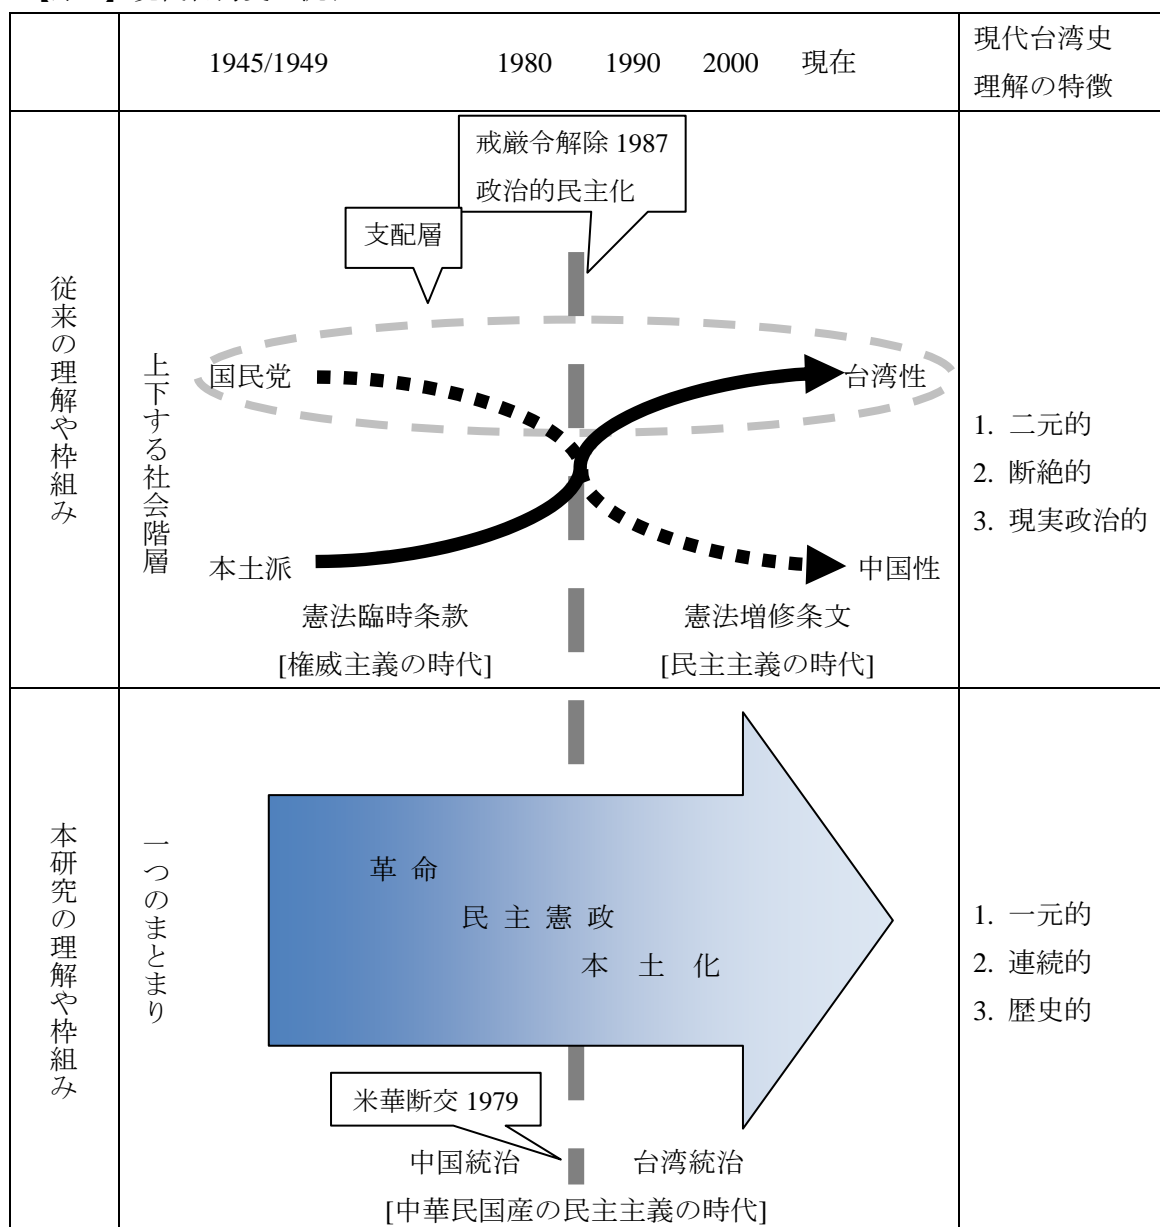 1945/1949 1980 1990 2000 現在
現代台湾史
理解の特徴
従来の理解や枠組み
上下する社会階層
戒厳令解除 1987
政治的民主化
支配層
国民党
台湾性
本土派
中国性
憲法臨時条款
憲法増修条文
[権威主義の時代]
[民主主義の時代]
1. 二元的
2. 断絶的
3. 現実政治的
本研究の理解や枠組み
一つのまとまり
革命
民主憲政
本土化
米華断交 1979
中国統治
台湾統治
[中華民国産の民主主義の時代]
1. 一元的
2. 連続的
3. 歴史的